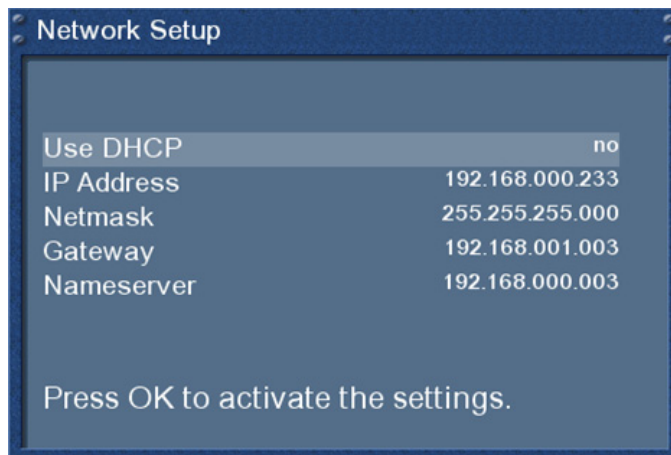 Network Setup
Use DHCP no
IP Address 192.168.000.233
Netmask 255.255.255.000
Gateway 192.168.001.003
Nameserver 192.168.000.003
Press OK to activate the settings.